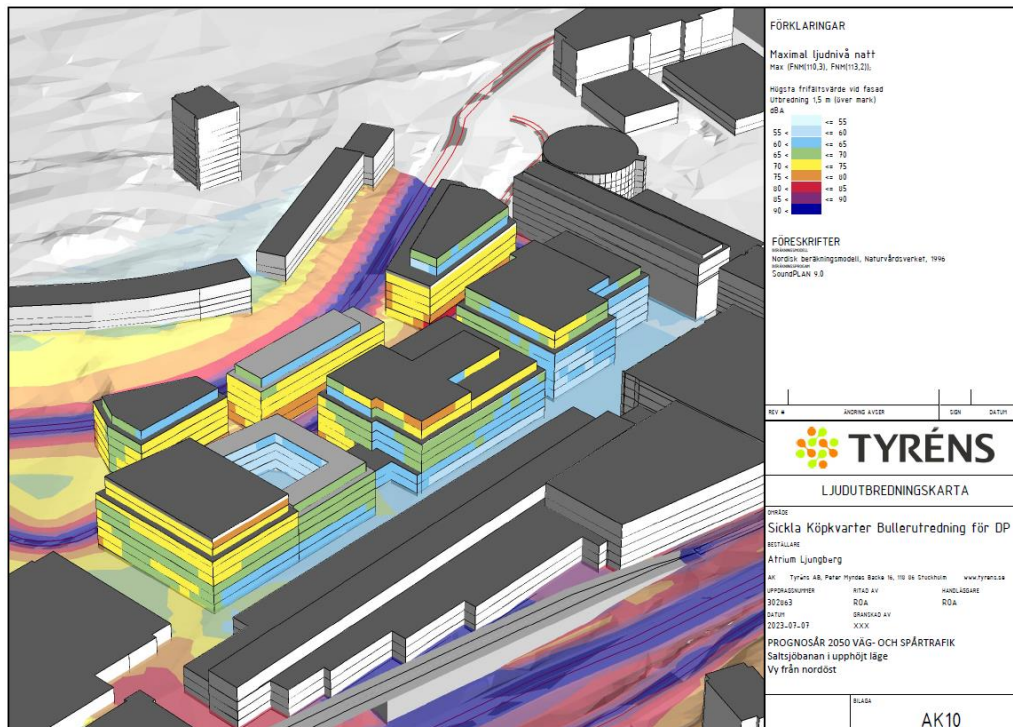 FÖRKLARINGAR
Maximal ljudnivå natt
Max (FNM(110,3), FNM(113,2));
Högsta frifältsvärde vid fasad
Utbredning 1,5 m (över mark)
dBA
<= 55
55 < <= 60
60 < <= 65
65 < <= 70
70 < <= 75
75 < <= 80
80 < <= 85
85 < <= 90
90 <
FÖRESKRIFTER
BERÄKNINGSMODELL
Nordisk beräkningsmodell, Naturvårdsverket, 1996
BERÄKNINGSPROGRAM
SoundPLAN 9.0
REV # ÄNDRING AVSER SIGN DATUM
TYRÉNS
LJUDUTBREDNINGSKARTA
OMRÅDE
Sickla Köpkvarter Bullerutredning för DP
BESTÄLLARE
Atrium Ljungberg
AK Tyréns AB, Peter Myndes Backe 16, 118 86 Stockholm www.tyrens.se
UPPDRAGSNUMMER RITAD AV HANDLÄGGARE
302863 ROA ROA
DATUM GRANSKAD AV
2023-07-07 XXX
PROGNOSÅR 2050 VÄG- OCH SPÅRTRAFIK
Saltsjöbanan i upphöjt läge
Vy från nordöst
BILAGA
AK10